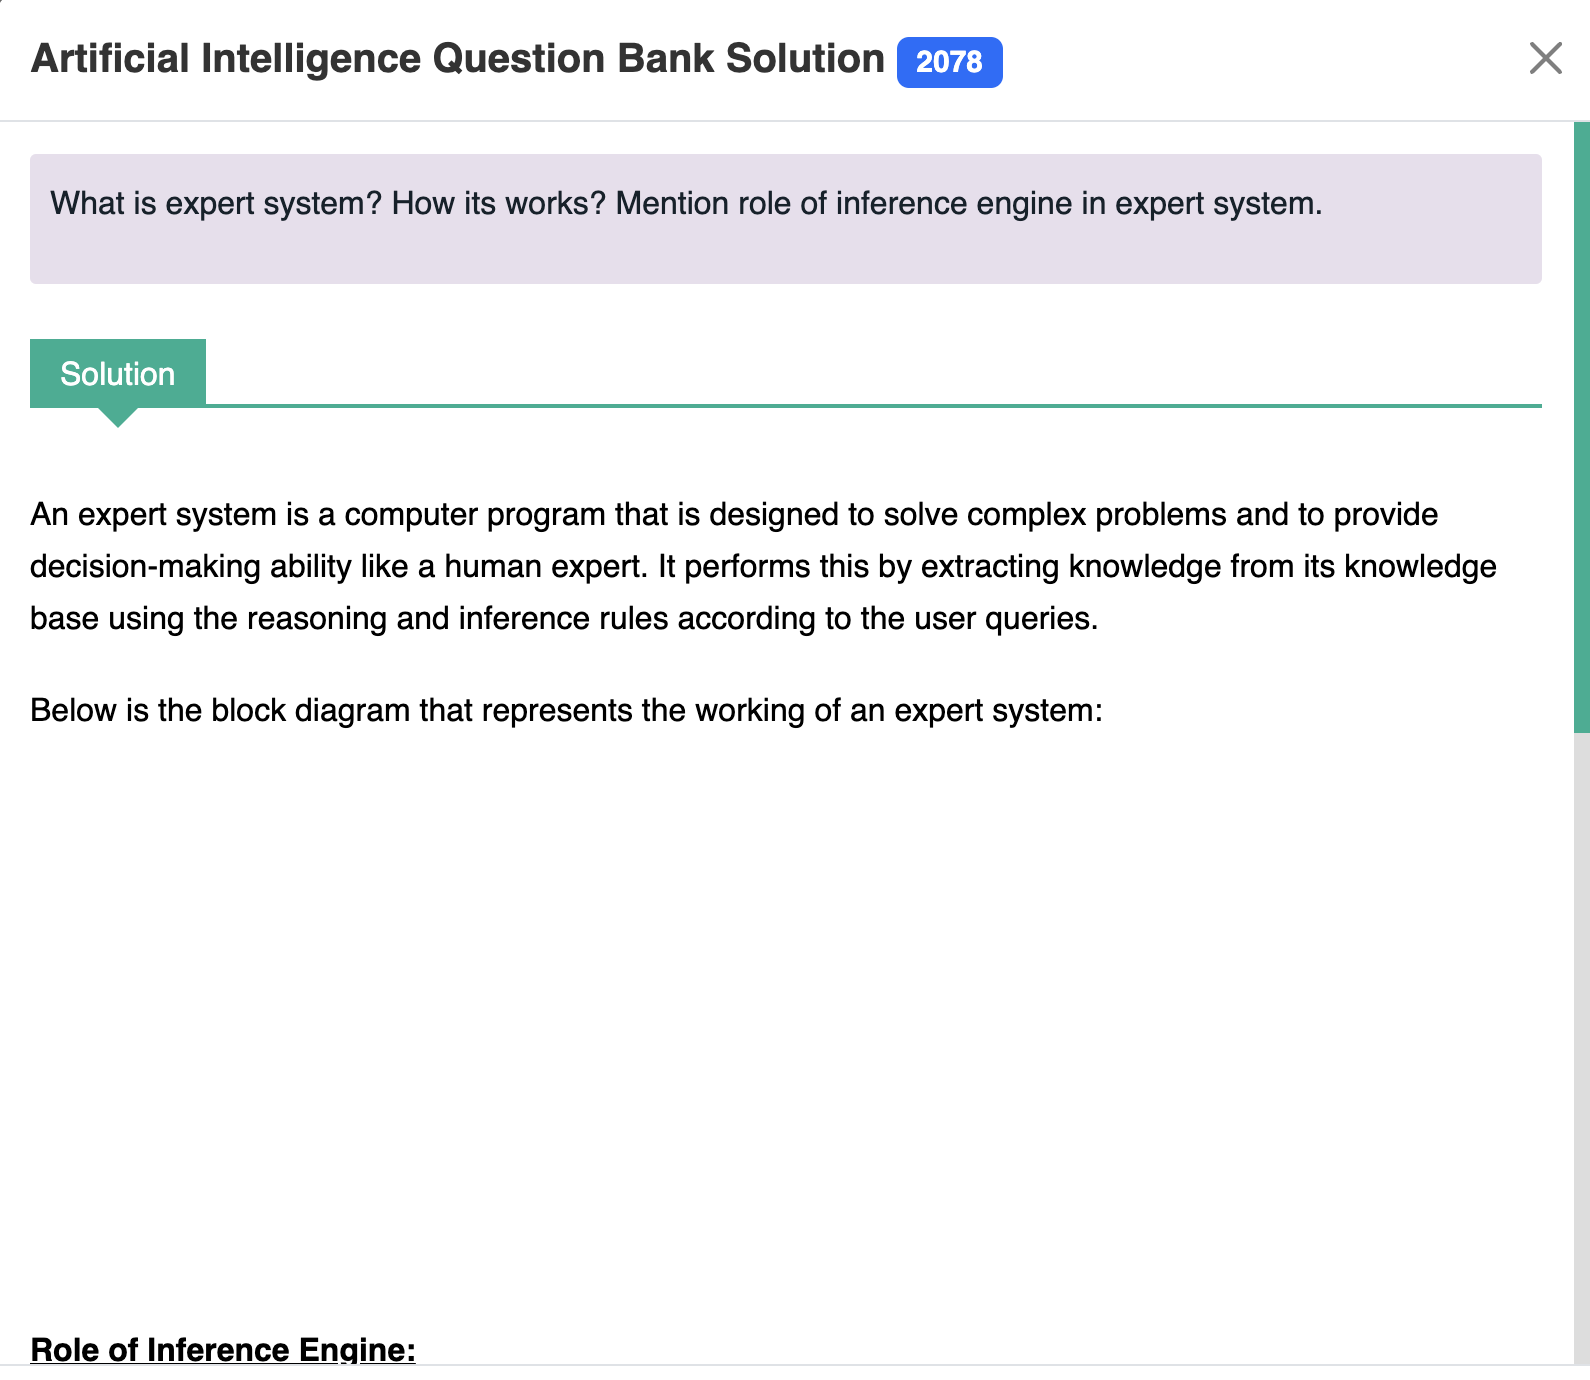 Artificial Intelligence Question Bank Solution 2078
What is expert system? How its works? Mention role of inference engine in expert system.
Solution
An expert system is a computer program that is designed to solve complex problems and to provide
decision-making ability like a human expert. It performs this by extracting knowledge from its knowledge
base using the reasoning and inference rules according to the user queries.
Below is the block diagram that represents the working of an expert system:
Role of Inference Engine: